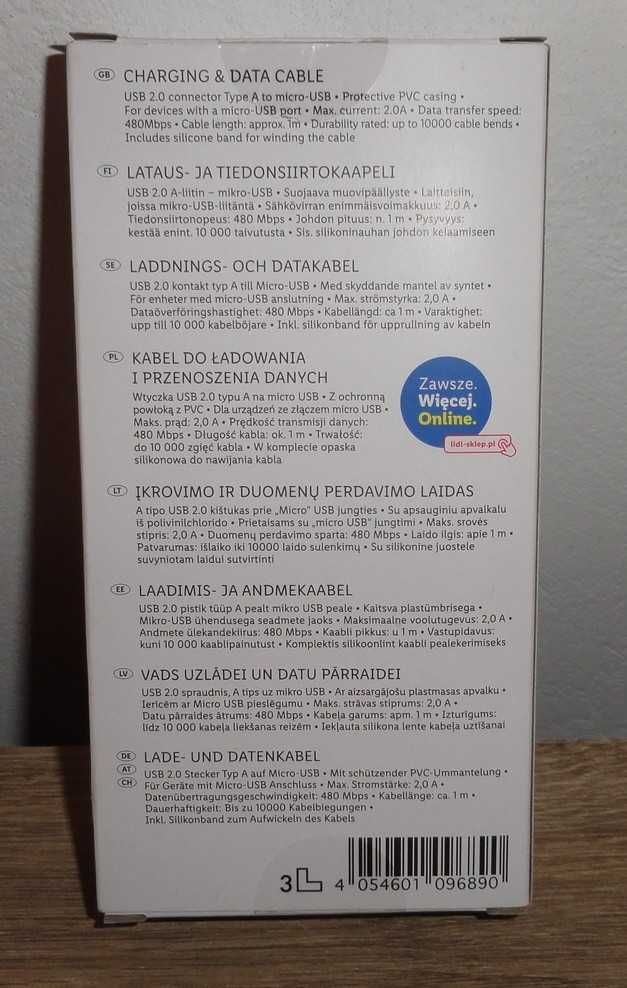 GB CHARGING & DATA CABLE
USB 2.0 connector Type A to micro-USB • Protective PVC casing •
For devices with a micro-USB port • Max. current: 2.0A • Data transfer speed:
480Mbps • Cable length: approx. 1m • Durability rated: up to 10000 cable bends •
Includes silicone band for winding the cable
FI LATAUS- JA TIEDONSIIRTOKAAPELI
USB 2.0 A-liitin – mikro-USB • Suojaava muovipäällyste • Laitteisiin,
joissa mikro-USB-liitäntä • Sähkövirran enimmäisvoimakkuus: 2,0 A •
Tiedonsiirtonopeus: 480 Mbps • Johdon pituus: n. 1 m • Pysyvyys:
kestää enint. 10 000 taivutusta • Sis. silikoninauhan johdon kelaamiseen
SE LADDNINGS- OCH DATAKABEL
USB 2.0 kontakt typ A till Micro-USB • Med skyddande mantel av syntet •
För enheter med micro-USB anslutning • Max. strömstyrka: 2,0 A •
Dataöverföringshastighet: 480 Mbps • Kabellängd: ca 1 m • Varaktighet:
upp till 10 000 kabelböjare • Inkl. silikonband för upprullning av kabeln
PL KABEL DO ŁADOWANIA
I PRZENOSZENIA DANYCH
Wtyczka USB 2.0 typu A na micro USB • Z ochronną
powłoką z PVC • Dla urządzeń ze złączem micro USB •
Maks. prąd: 2,0 A • Prędkość transmisji danych:
480 Mbps • Długość kabla: ok. 1 m • Trwałość:
do 10 000 zgięć kabla • W komplecie opaska
silikonowa do nawijania kabla
Zawsze.
Więcej.
Online.
lidl-sklep.pl
LT ĮKROVIMO IR DUOMENŲ PERDAVIMO LAIDAS
A tipo USB 2.0 kištukas prie „Micro” USB jungties • Su apsauginiu apvalkalu
iš polivinilchlorido • Prietaisams su „micro USB” jungtimi • Maks. srovės
stipris: 2,0 A • Duomenų perdavimo sparta: 480 Mbps • Laido ilgis: apie 1 m •
Patvarumas: išlaiko iki 10000 laido sulenkimų • Su silikonine juostele
suvyniotam laidui sutvirtinti
EE LAADIMIS- JA ANDMEKAABEL
USB 2.0 pistik tüüp A pealt mikro USB peale • Kaitsva plastümbrisega •
Mikro-USB ühendusega seadmete jaoks • Maksimaalne voolutugevus: 2,0 A •
Andmete ülekandekiirus: 480 Mbps • Kaabli pikkus: u 1 m • Vastupidavus:
kuni 10 000 kaablipainutust • Komplektis silikoonlint kaabli pealekerimiseks
LV VADS UZLĀDEI UN DATU PĀRRAIDEI
USB 2.0 spraudnis, A tips uz mikro USB • Ar aizsargājošu plastmasas apvalku •
Ierīcēm ar Micro USB pieslēgumu • Maks. strāvas stiprums: 2,0 A •
Datu pārraides ātrums: 480 Mbps • Kabeļa garums: apm. 1 m • Izturīgums:
līdz 10 000 kabeļa liekšanas reizēm • Iekļauta silikona lente kabeļa uztīšanai
DE AT CH LADE- UND DATENKABEL
USB 2.0 Stecker Typ A auf Micro-USB • Mit schützender PVC-Ummantelung •
Für Geräte mit Micro-USB Anschluss • Max. Stromstärke: 2,0 A •
Datenübertragungsgeschwindigkeit: 480 Mbps • Kabellänge: ca. 1 m •
Dauerhaftigkeit: Bis zu 10000 Kabelbiegungen •
Inkl. Silikonband zum Aufwickeln des Kabels
3L
4 054601 096890